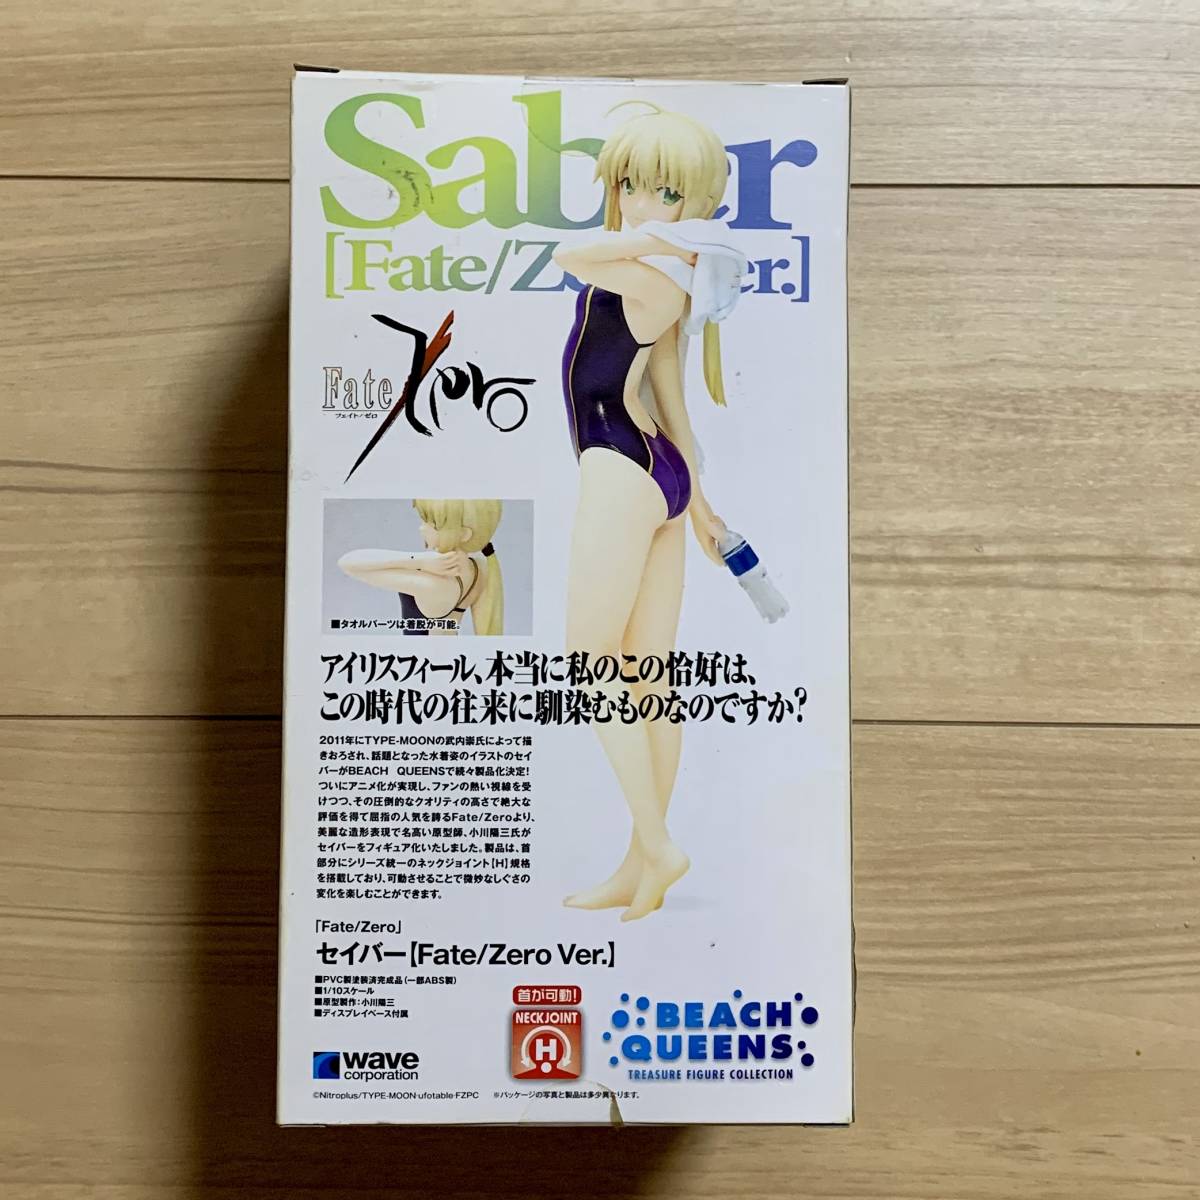 Saber
[Fate/Zero Ver.]
Fate/Zero
フェイト／ゼロ
■タオルパーツは着脱が可能。
アイリスフィール、本当に私のこの恰好は、
この時代の往来に馴染むものなのですか？
2011年にTYPE-MOONの武内崇氏によって描
きおろされ、話題となった水着姿のイラストのセイ
バーがBEACH QUEENSで続々製品化決定！
ついにアニメ化が実現し、ファンの熱い視線を受
けつつ、その圧倒的なクオリティの高さで絶大な
評価を得て屈指の人気を誇るFate/Zeroより、
美麗な造形表現で名高い原型師、小川陽三氏が
セイバーをフィギュア化いたしました。製品は、首
部分にシリーズ統一のネックジョイント【H】規格
を搭載しており、可動させることで微妙なしぐさの
変化を楽しむことができます。
「Fate/Zero」
セイバー【Fate/Zero Ver.】
■PVC製塗装済完成品（一部ABS製）
■1/10スケール
■原型製作：小川陽三
■ディスプレイベース付属
首が可動！
NECK JOINT
H
BEACH
QUEENS
TREASURE FIGURE COLLECTION
wave
corporation
©Nitroplus/TYPE-MOON・ufotable・FZPC
※パッケージの写真と製品は多少異なります。